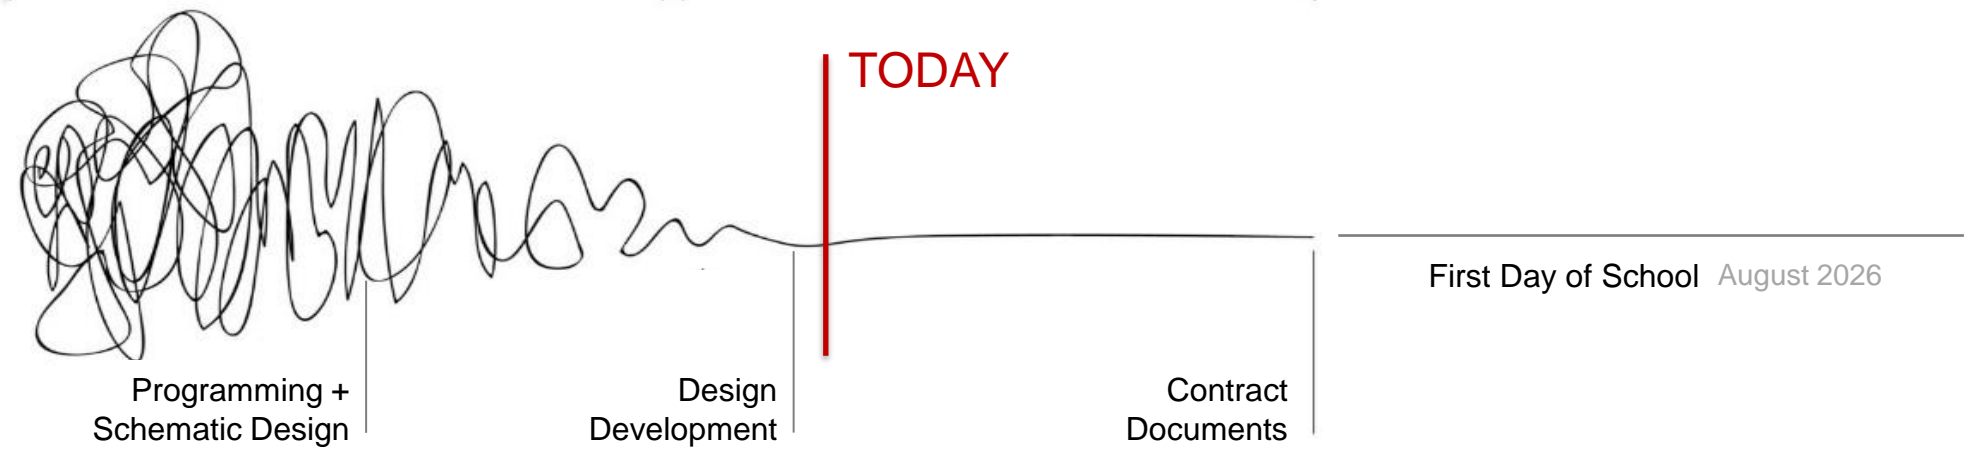 TODAY
First Day of School August 2026
Programming +
Schematic Design
Design
Development
Contract
Documents